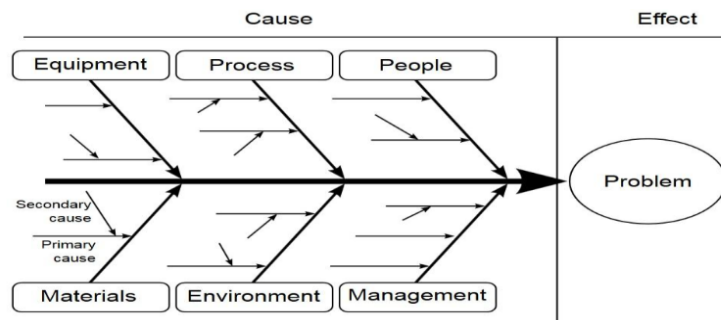 Cause
Effect
Equipment
Process
People
Problem
Secondary
cause
Primary
cause
Materials
Environment
Management